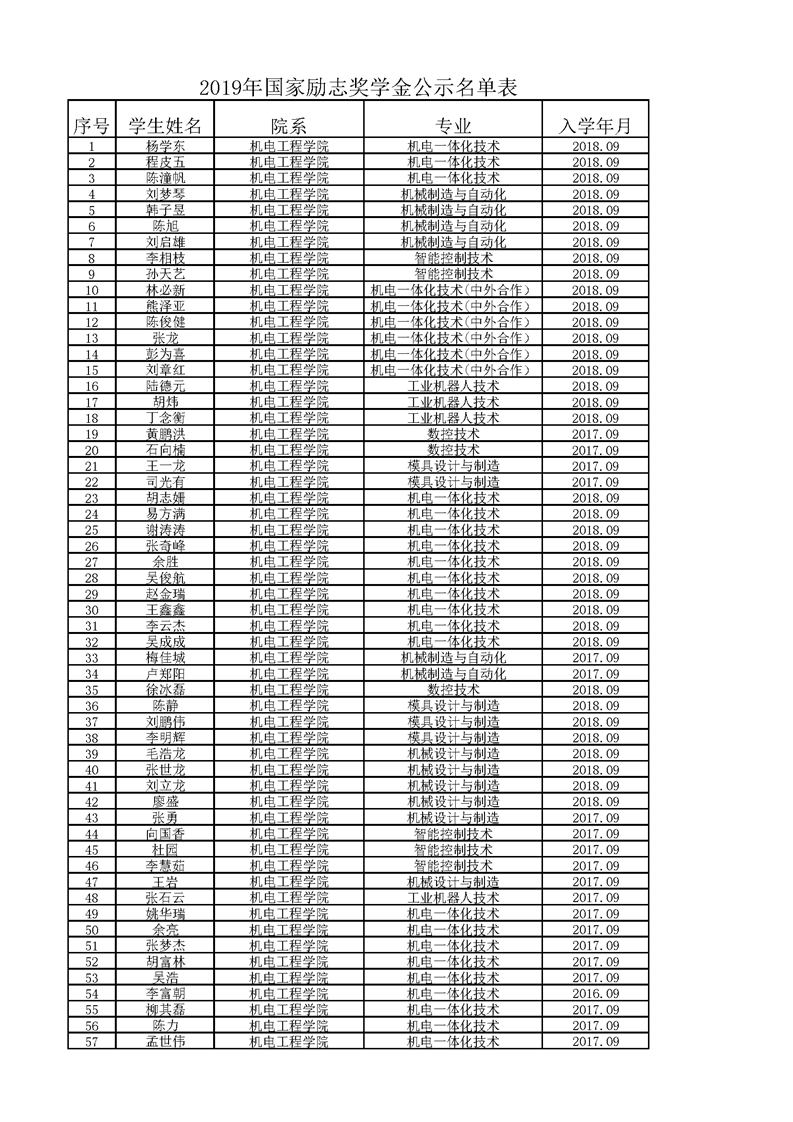 2019年国家励志奖学金公示名单表
序号 学生姓名 院系 专业 入学年月
1 杨学东 机电工程学院 机电一体化技术 2018.09
2 程皮五 机电工程学院 机电一体化技术 2018.09
3 陈潼帆 机电工程学院 机电一体化技术 2018.09
4 刘梦琴 机电工程学院 机械制造与自动化 2018.09
5 韩子昱 机电工程学院 机械制造与自动化 2018.09
6 陈旭 机电工程学院 机械制造与自动化 2018.09
7 刘启雄 机电工程学院 机械制造与自动化 2018.09
8 李相枝 机电工程学院 智能控制技术 2018.09
9 孙天艺 机电工程学院 智能控制技术 2018.09
10 林必新 机电工程学院 机电一体化技术(中外合作) 2018.09
11 熊泽亚 机电工程学院 机电一体化技术(中外合作) 2018.09
12 陈俊健 机电工程学院 机电一体化技术(中外合作) 2018.09
13 张龙 机电工程学院 机电一体化技术(中外合作) 2018.09
14 彭为喜 机电工程学院 机电一体化技术(中外合作) 2018.09
15 刘章红 机电工程学院 机电一体化技术(中外合作) 2018.09
16 陆德元 机电工程学院 工业机器人技术 2018.09
17 胡炜 机电工程学院 工业机器人技术 2018.09
18 丁念衡 机电工程学院 工业机器人技术 2018.09
19 黄鹏洪 机电工程学院 数控技术 2017.09
20 石向楠 机电工程学院 数控技术 2017.09
21 王一龙 机电工程学院 模具设计与制造 2017.09
22 司光有 机电工程学院 模具设计与制造 2017.09
23 胡志姗 机电工程学院 机电一体化技术 2018.09
24 易方满 机电工程学院 机电一体化技术 2018.09
25 谢涛涛 机电工程学院 机电一体化技术 2018.09
26 张奇峰 机电工程学院 机电一体化技术 2018.09
27 余胜 机电工程学院 机电一体化技术 2018.09
28 吴俊航 机电工程学院 机电一体化技术 2018.09
29 赵金瑞 机电工程学院 机电一体化技术 2018.09
30 王鑫鑫 机电工程学院 机电一体化技术 2018.09
31 李云杰 机电工程学院 机电一体化技术 2018.09
32 吴成成 机电工程学院 机电一体化技术 2018.09
33 梅佳城 机电工程学院 机械制造与自动化 2017.09
34 卢郑阳 机电工程学院 机械制造与自动化 2017.09
35 徐冰磊 机电工程学院 数控技术 2018.09
36 陈静 机电工程学院 模具设计与制造 2018.09
37 刘鹏伟 机电工程学院 模具设计与制造 2018.09
38 李明辉 机电工程学院 模具设计与制造 2018.09
39 毛浩龙 机电工程学院 机械设计与制造 2018.09
40 张世龙 机电工程学院 机械设计与制造 2018.09
41 刘立龙 机电工程学院 机械设计与制造 2018.09
42 廖盛 机电工程学院 机械设计与制造 2018.09
43 张勇 机电工程学院 机械设计与制造 2017.09
44 向国香 机电工程学院 智能控制技术 2017.09
45 杜园 机电工程学院 智能控制技术 2017.09
46 李慧茹 机电工程学院 智能控制技术 2017.09
47 王岩 机电工程学院 机械设计与制造 2017.09
48 张石云 机电工程学院 工业机器人技术 2017.09
49 姚华瑞 机电工程学院 机电一体化技术 2017.09
50 余亮 机电工程学院 机电一体化技术 2017.09
51 张梦杰 机电工程学院 机电一体化技术 2017.09
52 胡富林 机电工程学院 机电一体化技术 2017.09
53 吴浩 机电工程学院 机电一体化技术 2017.09
54 李富朝 机电工程学院 机电一体化技术 2016.09
55 柳其磊 机电工程学院 机电一体化技术 2017.09
56 陈力 机电工程学院 机电一体化技术 2017.09
57 孟世伟 机电工程学院 机电一体化技术 2017.09